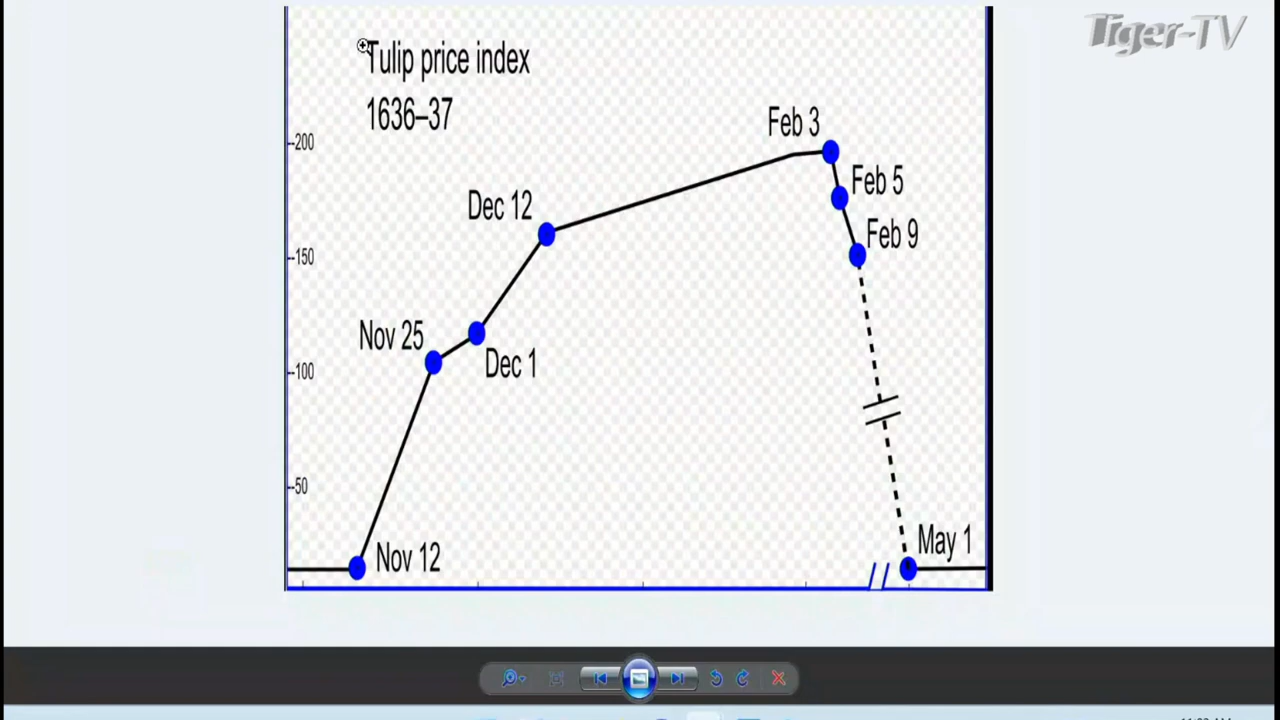 Tiger-TV
Tulip price index
1636–37
Feb 3
200
Feb 5
Dec 12
Feb 9
150
Nov 25
Dec 1
100
50
May 1
Nov 12